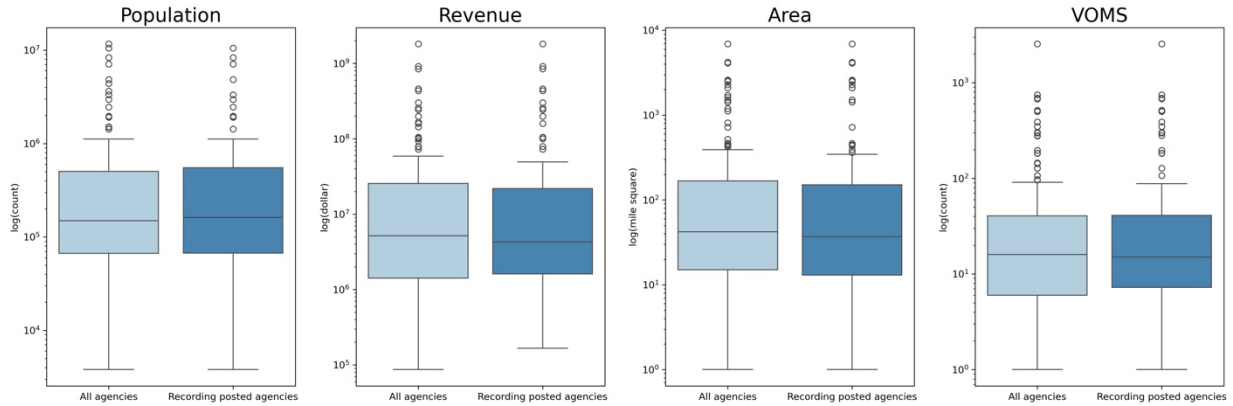 Population
Revenue
Area
VOMS
log(count)
10^7
10^6
10^5
10^4
All agencies
Recording posted agencies
log(dollar)
10^9
10^8
10^7
10^6
10^5
All agencies
Recording posted agencies
log(mile square)
10^4
10^3
10^2
10^1
10^0
All agencies
Recording posted agencies
log(count)
10^3
10^2
10^1
10^0
All agencies
Recording posted agencies